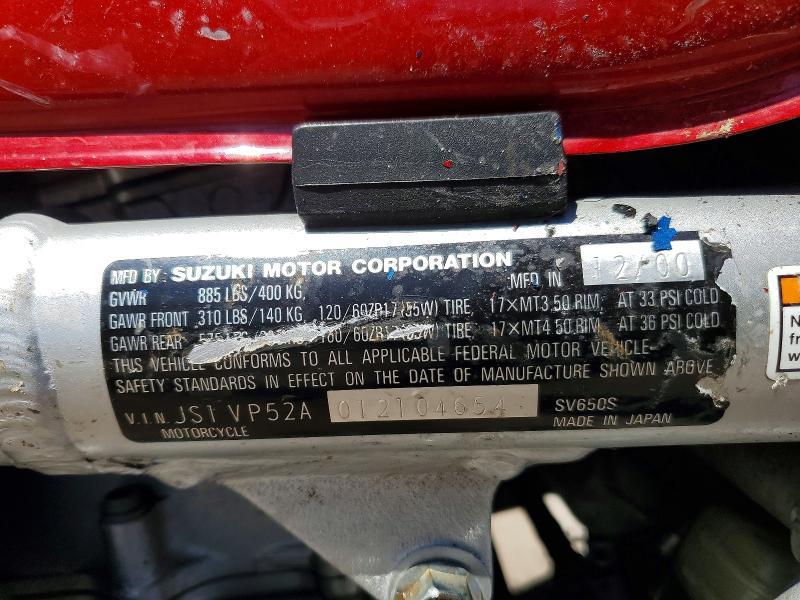 MFD BY: SUZUKI MOTOR CORPORATION MFG IN 12/00
GVWR 885 LBS/400 KG,
GAWR FRONT 310 LBS/140 KG, 120/60ZR17(55W) TIRE, 17×MT3.50 RIM, AT 33 PSI COLD
GAWR REAR TIRE, 17×MT4.50 RIM, AT 36 PSI COLD
THIS VEHICLE CONFORMS TO ALL APPLICABLE FEDERAL MOTOR VEHICLE
SAFETY STANDARDS IN EFFECT ON THE DATE OF MANUFACTURE SHOWN ABOVE
V.I.N. JS1VP52A 012104654 SV650S
MOTORCYCLE MADE IN JAPAN